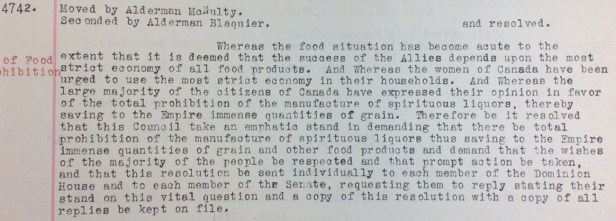 4742. Moved by Alderman McNulty.
Seconded by Alderman Blaquier. and resolved.
Whereas the food situation has become acute to the
of Food extent that it is deemed that the success of the Allies depends upon the most
hibition strict economy of all food products. And Whereas the women of Canada have been
urged to use the most strict economy in their households. And Whereas the
large majority of the citizens of Canada have expressed their opinion in favor
of the total prohibition of the manufacture of spirituous liquors, thereby
saving to the Empire immense quantities of grain. Therefore be it resolved
that this Council take an emphatic stand in demanding that there be total
prohibition of the manufacture of spirituous liquors thus saving to the Empire
immense quantities of grain and other food products and demand that the wishes
of the majority of the people be respected and that prompt action be taken,
and that this resolution be sent individually to each member of the Dominion
House and to each member of the Senate, requesting them to reply stating their
stand on this vital question and a copy of this resolution with a copy of all
replies be kept on file.